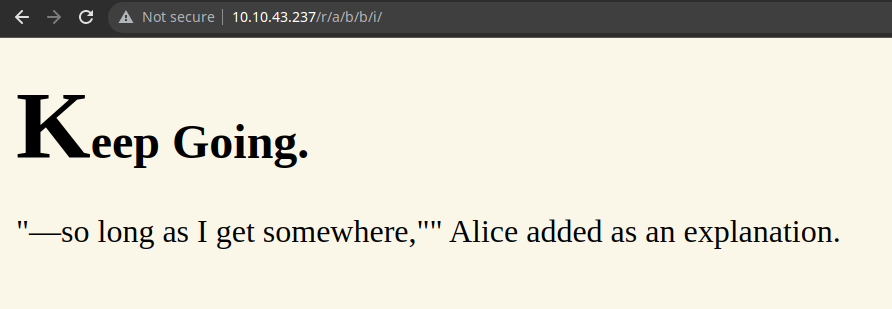 Not secure 10.10.43.237/r/a/b/b/i/
Keep Going.
"—so long as I get somewhere,"" Alice added as an explanation.